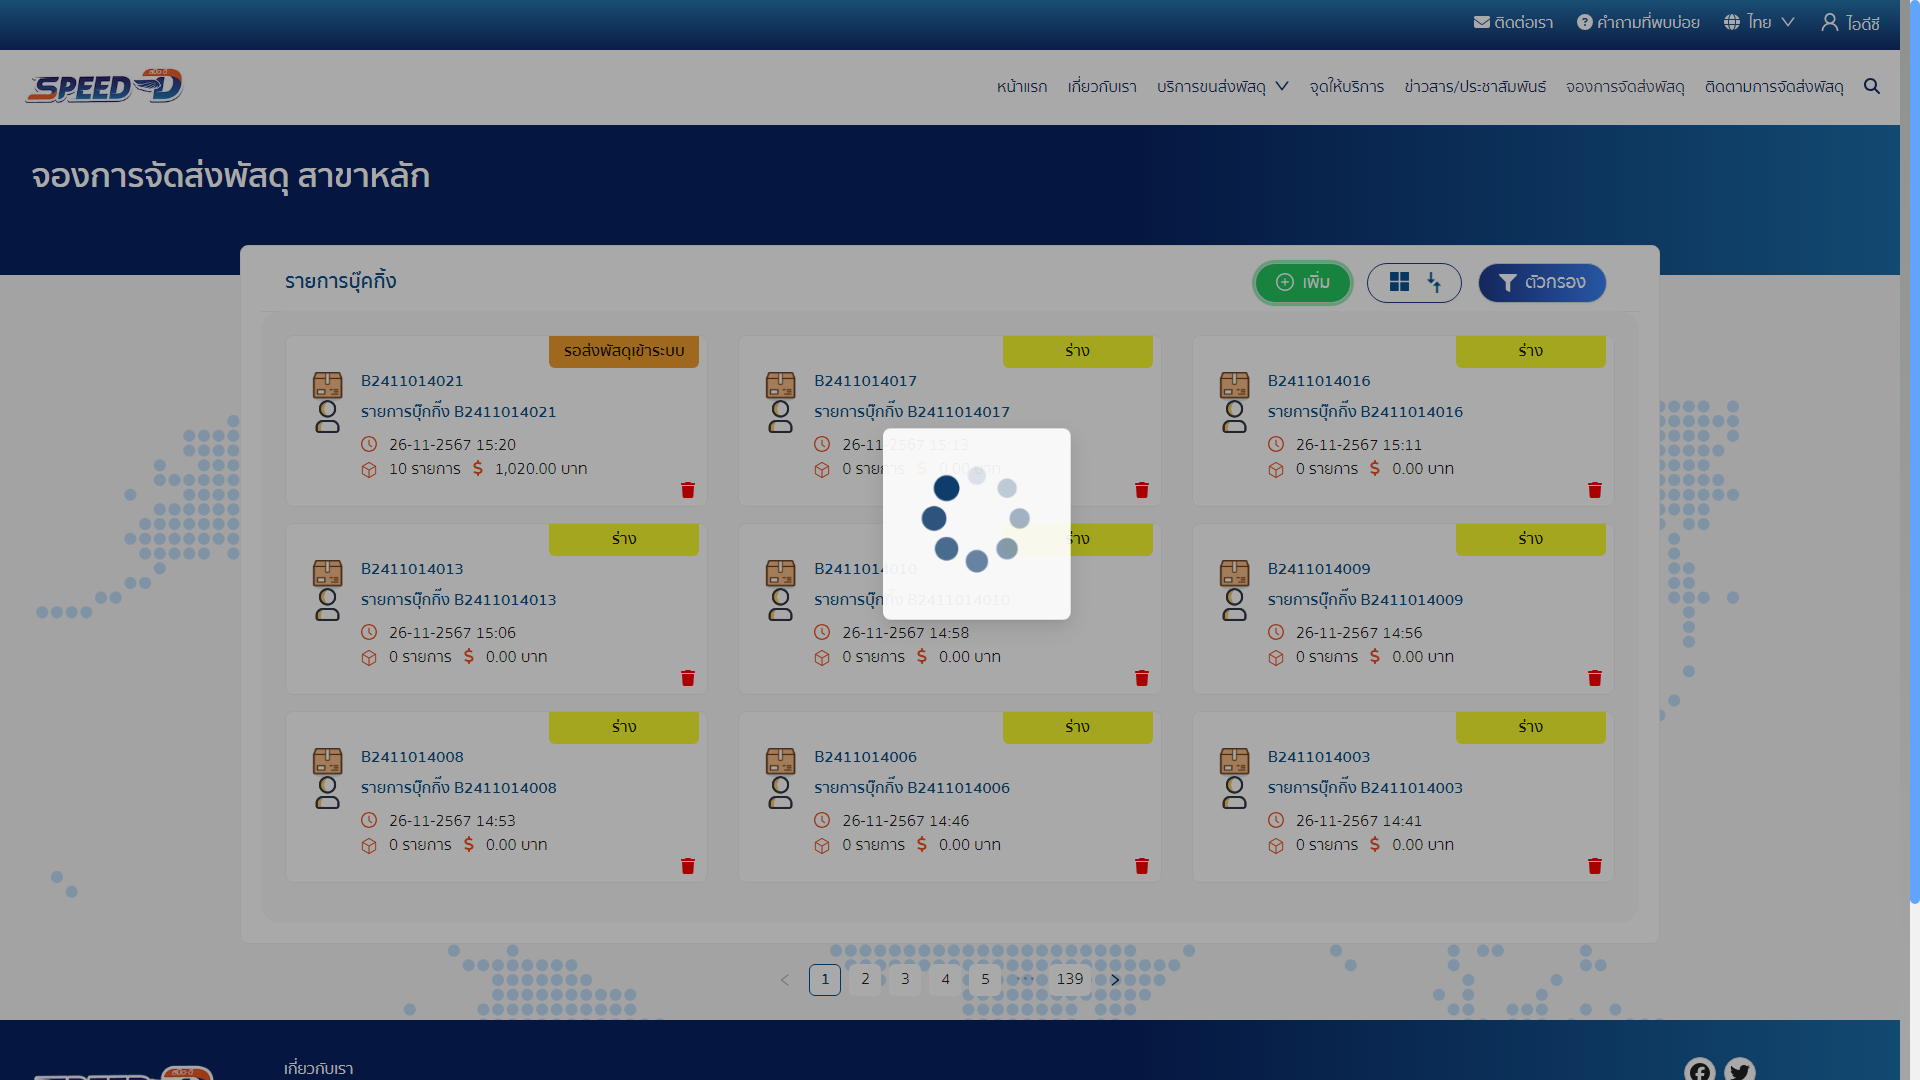 ติดต่อเรา คำถามที่พบบ่อย ไทย ไอดีซี
SPEED-D
หน้าแรก เกี่ยวกับเรา บริการขนส่งพัสดุ จุดให้บริการ ข่าวสาร/ประชาสัมพันธ์ จองการจัดส่งพัสดุ ติดตามการจัดส่งพัสดุ
จองการจัดส่งพัสดุ สาขาหลัก
รายการบุ๊คกิ้ง เพิ่ม ตัวกรอง
รอส่งพัสดุเข้าระบบ
B2411014021
รายการบุ๊กกิ๊ง B2411014021
26-11-2567 15:20
10 รายการ $ 1,020.00 บาท
ร่าง
B2411014017
รายการบุ๊กกิ๊ง B2411014017
26-11-2567 15:13
0 รายการ $ 0.00 บาท
ร่าง
B2411014016
รายการบุ๊กกิ๊ง B2411014016
26-11-2567 15:11
0 รายการ $ 0.00 บาท
ร่าง
B2411014013
รายการบุ๊กกิ๊ง B2411014013
26-11-2567 15:06
0 รายการ $ 0.00 บาท
ร่าง
B2411014010
รายการบุ๊กกิ๊ง B2411014010
26-11-2567 14:58
0 รายการ $ 0.00 บาท
ร่าง
B2411014009
รายการบุ๊กกิ๊ง B2411014009
26-11-2567 14:56
0 รายการ $ 0.00 บาท
ร่าง
B2411014008
รายการบุ๊กกิ๊ง B2411014008
26-11-2567 14:53
0 รายการ $ 0.00 บาท
ร่าง
B2411014006
รายการบุ๊กกิ๊ง B2411014006
26-11-2567 14:46
0 รายการ $ 0.00 บาท
ร่าง
B2411014003
รายการบุ๊กกิ๊ง B2411014003
26-11-2567 14:41
0 รายการ $ 0.00 บาท
< 1 2 3 4 5 ••• 139 >
เกี่ยวกับเรา